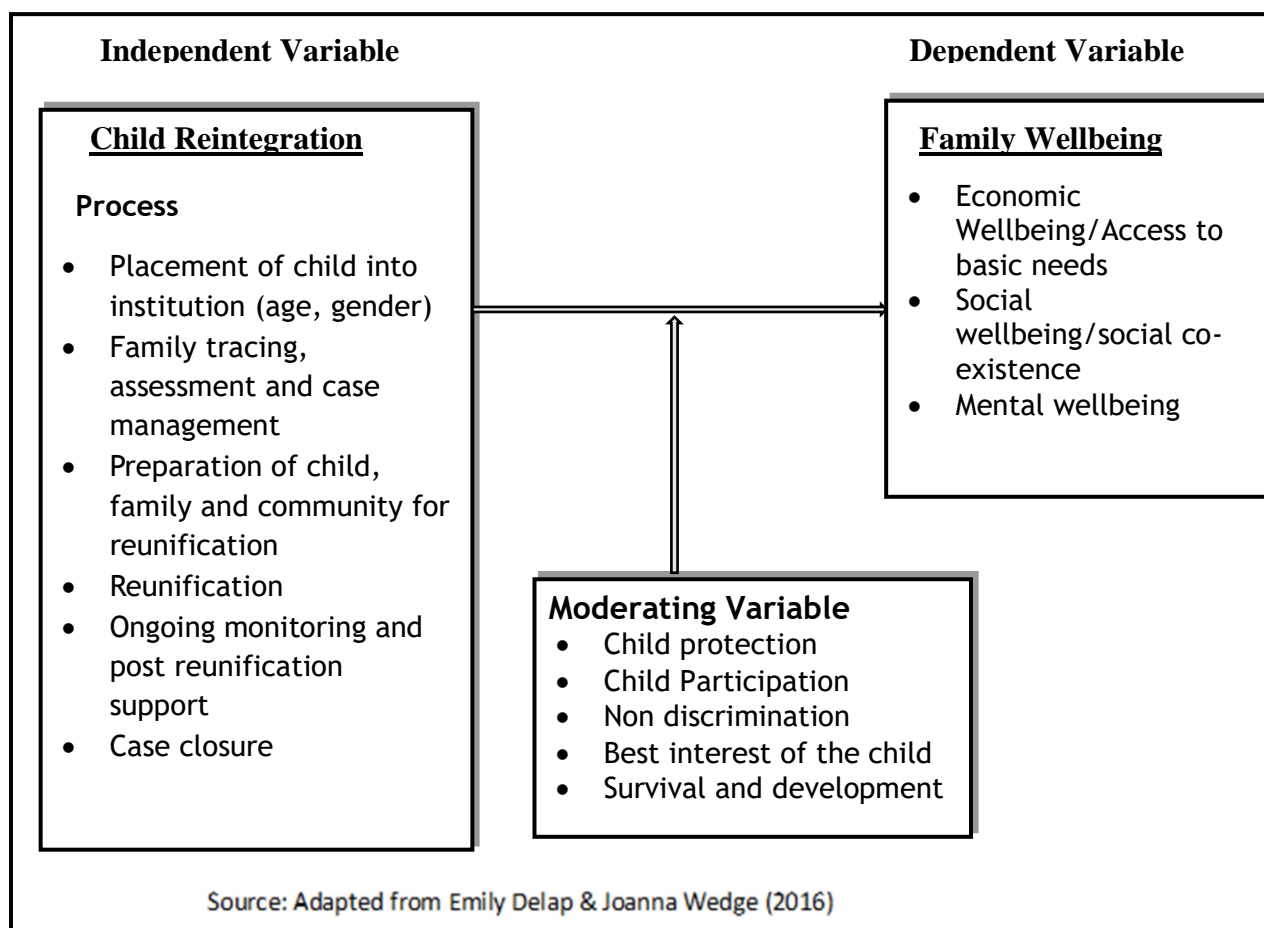 Independent Variable
Dependent Variable
Child Reintegration
Process
• Placement of child into
institution (age, gender)
• Family tracing,
assessment and case
management
• Preparation of child,
family and community for
reunification
• Reunification
• Ongoing monitoring and
post reunification
support
• Case closure
Family Wellbeing
• Economic
Wellbeing/Access to
basic needs
• Social
wellbeing/social co-
existence
• Mental wellbeing
Moderating Variable
• Child protection
• Child Participation
• Non discrimination
• Best interest of the child
• Survival and development
Source: Adapted from Emily Delap & Joanna Wedge (2016)